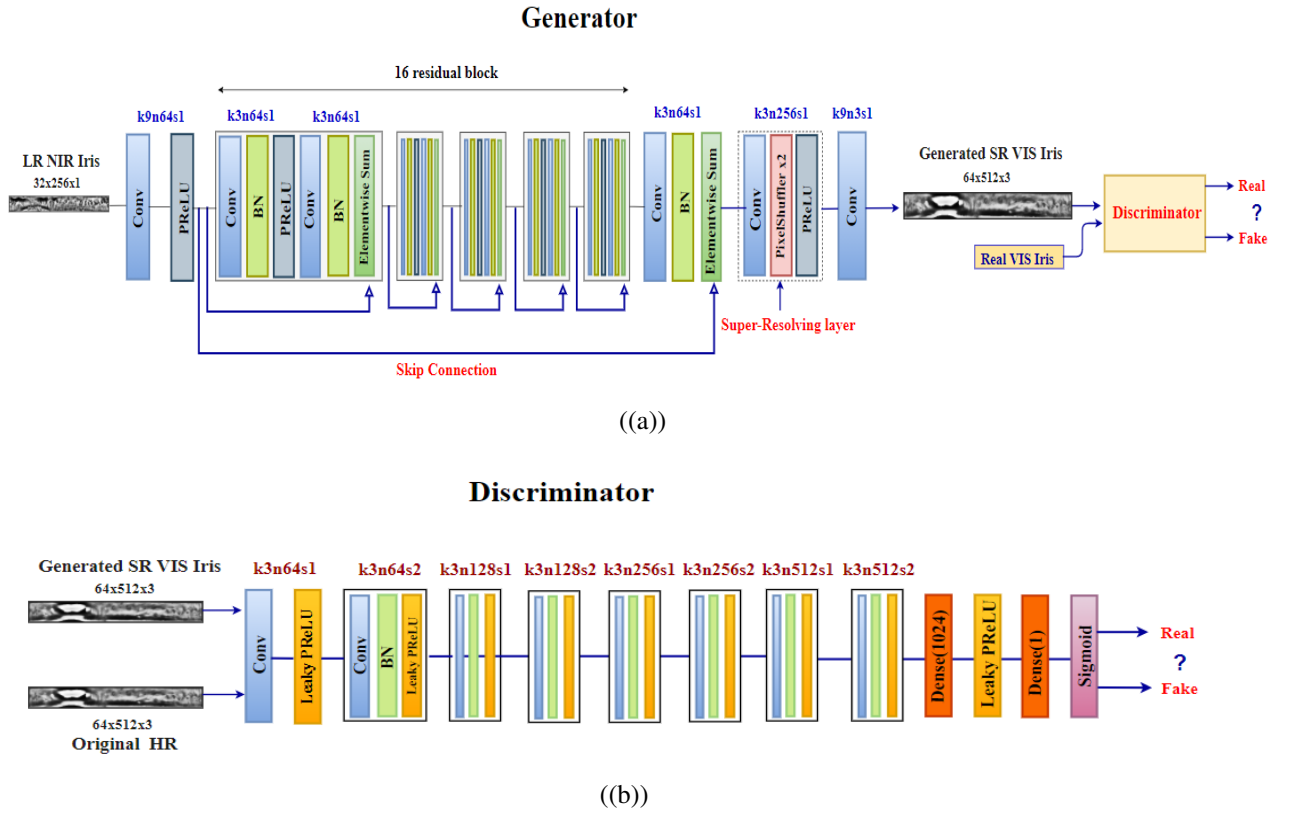 Generator
16 residual block
k9n64s1
k3n64s1
k3n64s1
k3n64s1
k3n256s1
k9n3s1
LR NIR Iris
32x256x1
Conv
PReLU
Conv
BN
PReLU
Conv
BN
Elementwise Sum
Conv
BN
Elementwise Sum
Conv
PixelShuffler x2
PReLU
Conv
Generated SR VIS Iris
64x512x3
Real VIS Iris
Discriminator
Real
?
Fake
Super-Resolving layer
Skip Connection
((a))
Discriminator
Generated SR VIS Iris
64x512x3
64x512x3
Original HR
k3n64s1
k3n64s2
k3n128s1
k3n128s2
k3n256s1
k3n256s2
k3n512s1
k3n512s2
Conv
Leaky PReLU
Conv
BN
Leaky PReLU
Dense(1024)
Leaky PReLU
Dense(1)
Sigmoid
Real
?
Fake
((b))